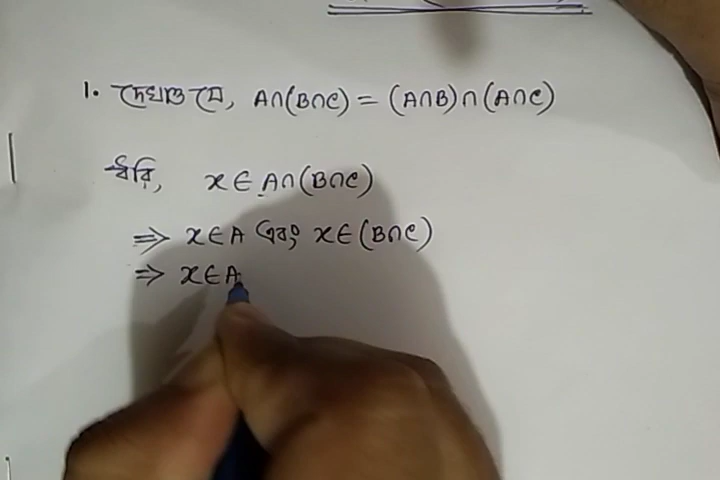 1. দেখাও যে, A∩(B∩C) = (A∩B)∩(A∩C)
ধরি, x ∈ A∩(B∩C)
⇒ x∈A এবং x∈(B∩C)
⇒ x∈A